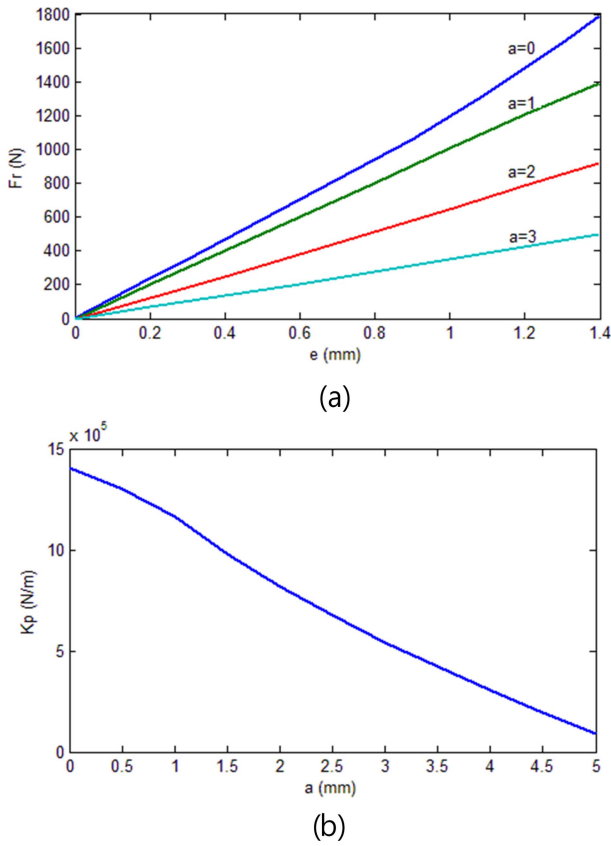 1800
1600
1400
1200
1000
800
600
400
200
0
Fr (N)
a=0
a=1
a=2
a=3
0 0.2 0.4 0.6 0.8 1 1.2 1.4
e (mm)
(a)
x 10^5
15
10
5
0
Kp (N/m)
0 0.5 1 1.5 2 2.5 3 3.5 4 4.5 5
a (mm)
(b)